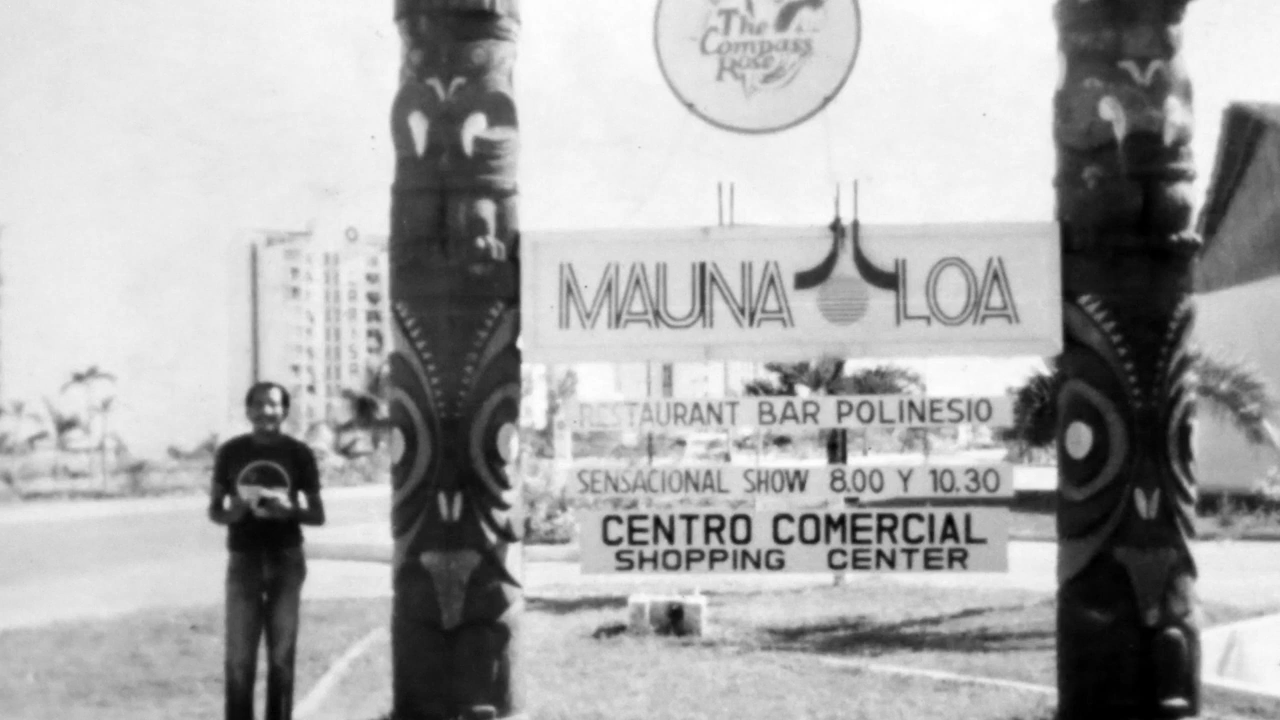 The
Compass
Rose
MAUNA LOA
RESTAURANT BAR POLINESIO
SENSACIONAL SHOW 8.00 Y 10.30
CENTRO COMERCIAL
SHOPPING CENTER